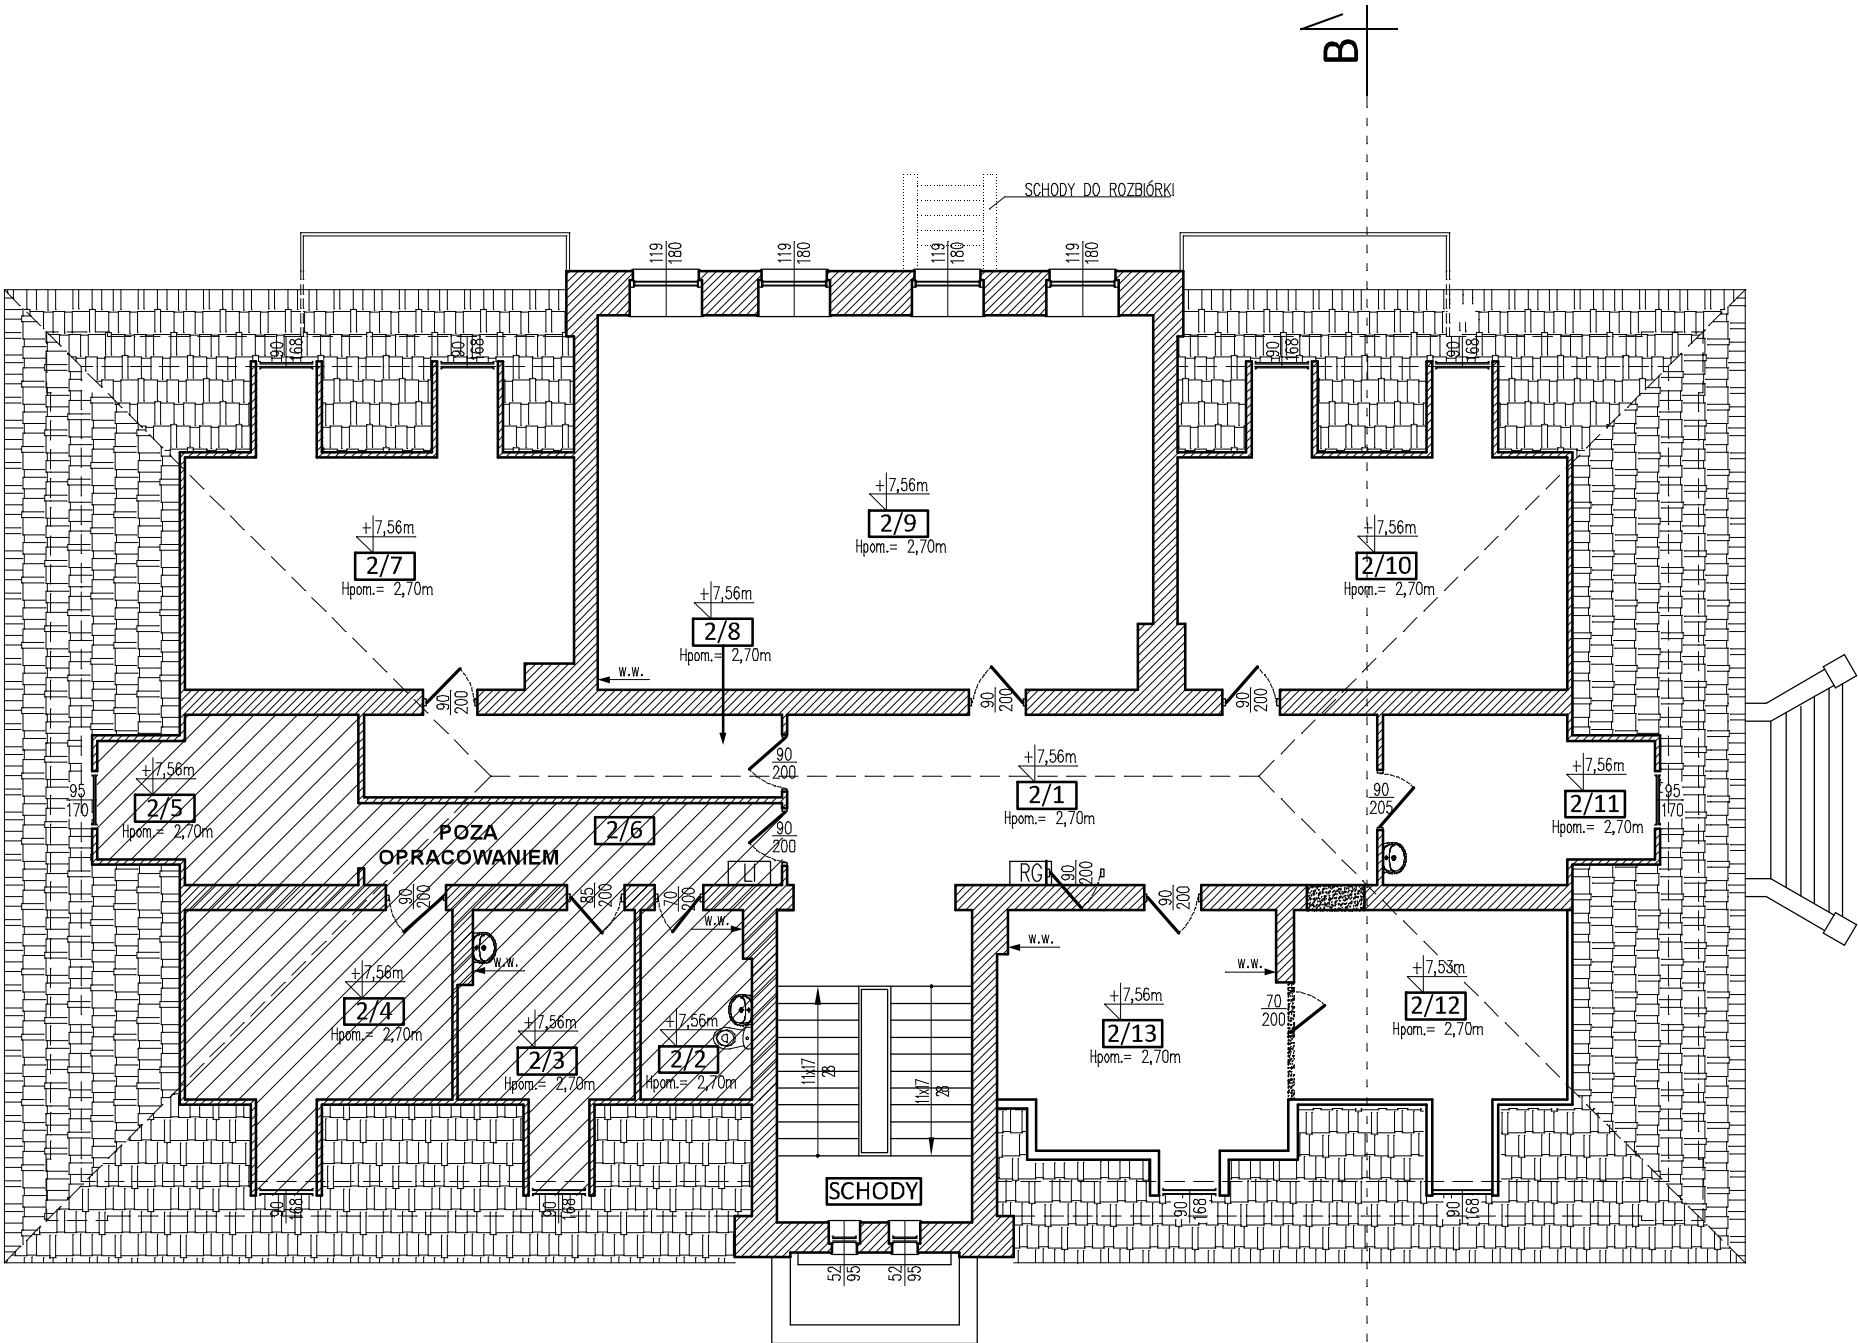 B
SCHODY DO ROZBIÓRKI
119
180
119
180
119
180
119
180
90
168
90
168
90
168
90
168
+7,56m
2/7
Hpom.= 2,70m
+7,56m
2/9
Hpom.= 2,70m
+7,56m
2/10
Hpom.= 2,70m
+7,56m
2/8
Hpom.= 2,70m
w.w.
90
200
90
200
90
200
90
200
95
170
+7,56m
2/5
Hpom.= 2,70m
POZA
OPRACOWANIEM
2/6
90
200
+7,56m
2/1
Hpom.= 2,70m
90
205
+7,56m
2/11
Hpom.= 2,70m
95
170
LI
RG
90
200
90
200
85
200
70
200
90
200
w.w.
w.w.
w.w.
w.w.
+7,56m
2/4
Hpom.= 2,70m
+7,56m
2/3
Hpom.= 2,70m
+7,56m
2/2
Hpom.= 2,70m
11x17
28
11x17
28
+7,56m
2/13
Hpom.= 2,70m
70
200
+7,53m
2/12
Hpom.= 2,70m
90
168
90
168
SCHODY
90
168
90
168
52
95
52
95